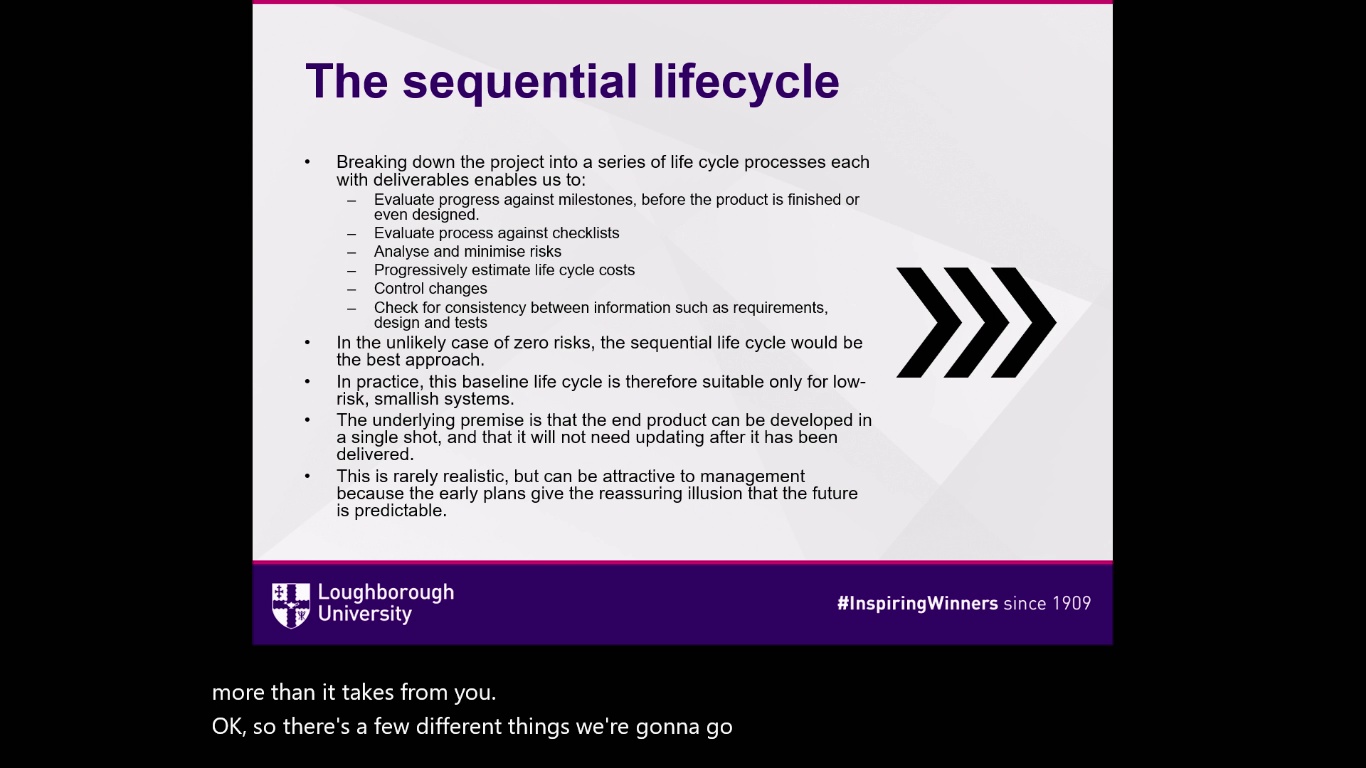 The sequential lifecycle
• Breaking down the project into a series of life cycle processes each
with deliverables enables us to:
– Evaluate progress against milestones, before the product is finished or
even designed.
– Evaluate process against checklists
– Analyse and minimise risks
– Progressively estimate life cycle costs
– Control changes
– Check for consistency between information such as requirements,
design and tests
• In the unlikely case of zero risks, the sequential life cycle would be
the best approach.
• In practice, this baseline life cycle is therefore suitable only for low-
risk, smallish systems.
• The underlying premise is that the end product can be developed in
a single shot, and that it will not need updating after it has been
delivered.
• This is rarely realistic, but can be attractive to management
because the early plans give the reassuring illusion that the future
is predictable.
Loughborough
University
#InspiringWinners since 1909
more than it takes from you.
OK, so there's a few different things we're gonna go